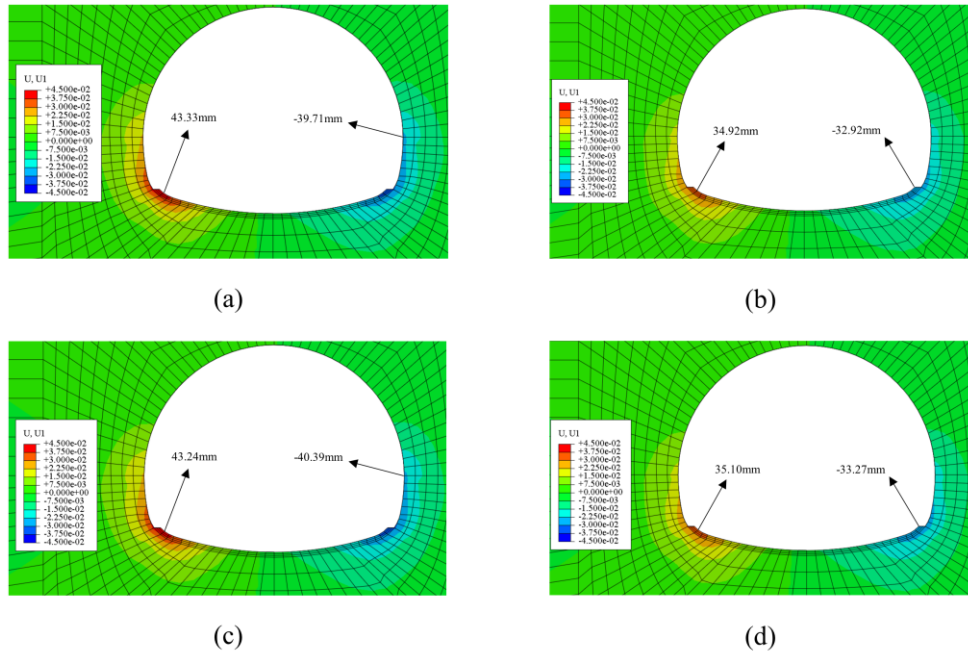 U, U1
+4.500e-02
+3.750e-02
+3.000e-02
+2.250e-02
+1.500e-02
+7.500e-03
+0.000e+00
-7.500e-03
-1.500e-02
-2.250e-02
-3.000e-02
-3.750e-02
-4.500e-02
43.33mm
-39.71mm
(a)
U, U1
+4.500e-02
+3.750e-02
+3.000e-02
+2.250e-02
+1.500e-02
+7.500e-03
+0.000e+00
-7.500e-03
-1.500e-02
-2.250e-02
-3.000e-02
-3.750e-02
-4.500e-02
34.92mm
-32.92mm
(b)
U, U1
+4.500e-02
+3.750e-02
+3.000e-02
+2.250e-02
+1.500e-02
+7.500e-03
+0.000e+00
-7.500e-03
-1.500e-02
-2.250e-02
-3.000e-02
-3.750e-02
-4.500e-02
43.24mm
-40.39mm
(c)
U, U1
+4.500e-02
+3.750e-02
+3.000e-02
+2.250e-02
+1.500e-02
+7.500e-03
+0.000e+00
-7.500e-03
-1.500e-02
-2.250e-02
-3.000e-02
-3.750e-02
-4.500e-02
35.10mm
-33.27mm
(d)